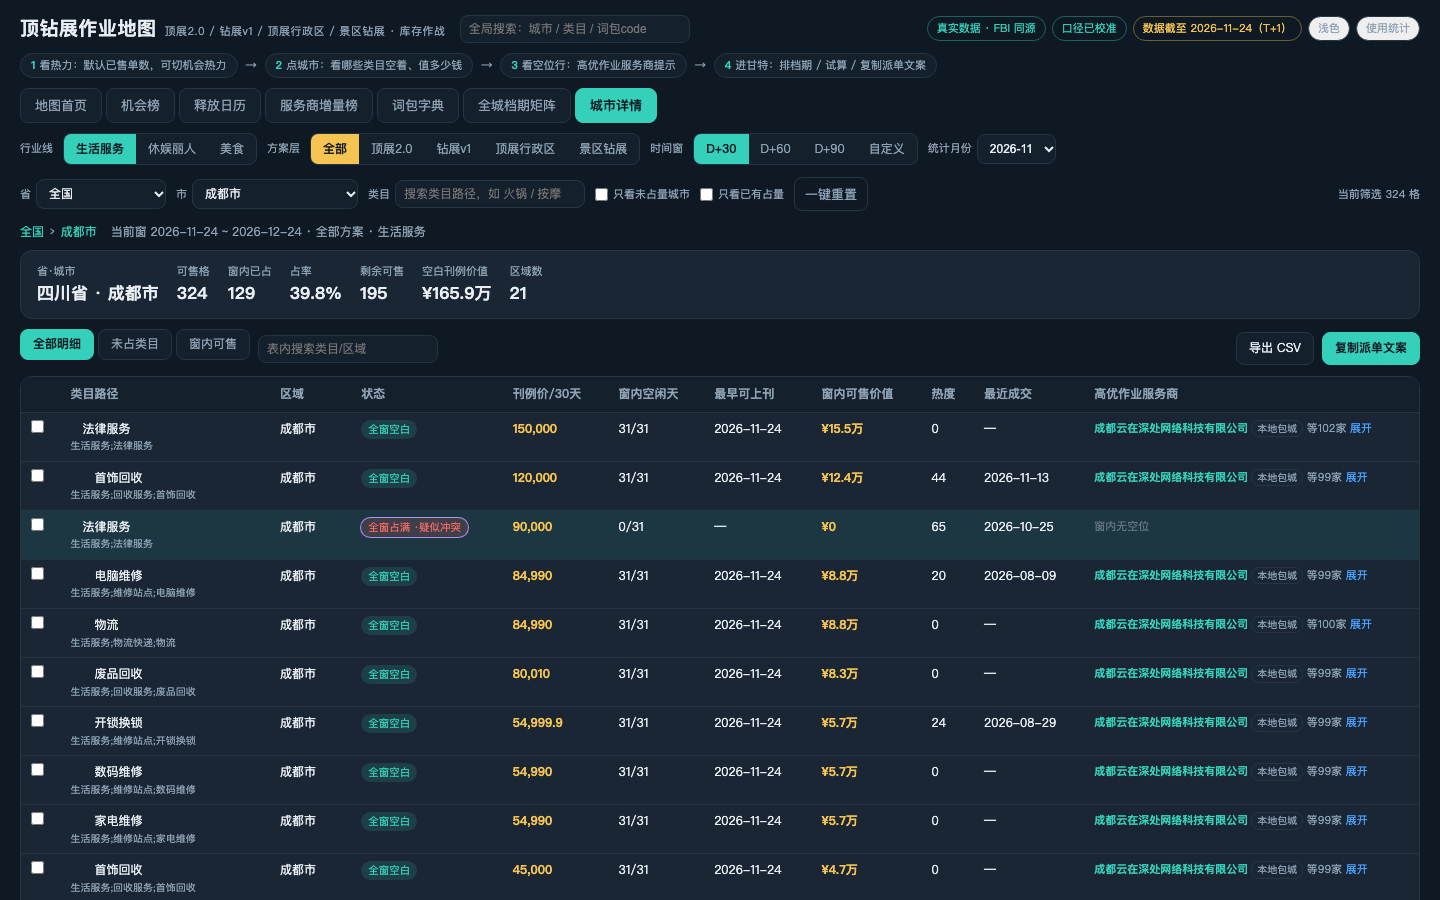 顶钻展作业地图 顶展2.0 / 钻展v1 / 顶展行政区 / 景区钻展 · 库存作战 全局搜索：城市 / 类目 / 词包code 真实数据 · FBI 同源 口径已校准 数据截至 2026-11-24（T+1） 浅色 使用统计
1 看热力：默认已售单数，可切机会热力 → 2 点城市：看哪些类目空着、值多少钱 → 3 看空位行：高优作业服务商提示 → 4 进甘特：排档期 / 试算 / 复制派单文案
地图首页 机会榜 释放日历 服务商增量榜 词包字典 全城档期矩阵 城市详情
行业线 生活服务 休娱丽人 美食 方案层 全部 顶展2.0 钻展v1 顶展行政区 景区钻展 时间窗 D+30 D+60 D+90 自定义 统计月份 2026-11
省 全国 市 成都市 类目 搜索类目路径，如 火锅 / 按摩 只看未占量城市 只看已有占量 一键重置 当前筛选 324 格
全国 › 成都市 当前窗 2026-11-24 ~ 2026-12-24 · 全部方案 · 生活服务
省·城市 可售格 窗内已占 占率 剩余可售 空白刊例价值 区域数
四川省 · 成都市 324 129 39.8% 195 ¥165.9万 21
全部明细 未占类目 窗内可售 表内搜索类目/区域 导出 CSV 复制派单文案
类目路径 区域 状态 刊例价/30天 窗内空闲天 最早可上刊 窗内可售价值 热度 最近成交 高优作业服务商
法律服务 成都市 全窗空白 150,000 31/31 2026-11-24 ¥15.5万 0 — 成都云在深处网络科技有限公司 本地包城 等102家 展开
生活服务;法律服务
首饰回收 成都市 全窗空白 120,000 31/31 2026-11-24 ¥12.4万 44 2026-11-13 成都云在深处网络科技有限公司 本地包城 等99家 展开
生活服务;回收服务;首饰回收
法律服务 成都市 全窗占满 ·疑似冲突 90,000 0/31 — ¥0 65 2026-10-25 窗内无空位
生活服务;法律服务
电脑维修 成都市 全窗空白 84,990 31/31 2026-11-24 ¥8.8万 20 2026-08-09 成都云在深处网络科技有限公司 本地包城 等99家 展开
生活服务;维修站点;电脑维修
物流 成都市 全窗空白 84,990 31/31 2026-11-24 ¥8.8万 0 — 成都云在深处网络科技有限公司 本地包城 等100家 展开
生活服务;物流快递;物流
废品回收 成都市 全窗空白 80,010 31/31 2026-11-24 ¥8.3万 0 — 成都云在深处网络科技有限公司 本地包城 等99家 展开
生活服务;回收服务;废品回收
开锁换锁 成都市 全窗空白 54,999.9 31/31 2026-11-24 ¥5.7万 24 2026-08-29 成都云在深处网络科技有限公司 本地包城 等99家 展开
生活服务;维修站点;开锁换锁
数码维修 成都市 全窗空白 54,990 31/31 2026-11-24 ¥5.7万 0 — 成都云在深处网络科技有限公司 本地包城 等99家 展开
生活服务;维修站点;数码维修
家电维修 成都市 全窗空白 54,990 31/31 2026-11-24 ¥5.7万 0 — 成都云在深处网络科技有限公司 本地包城 等99家 展开
生活服务;维修站点;家电维修
首饰回收 成都市 全窗空白 45,000 31/31 2026-11-24 ¥4.7万 0 — 成都云在深处网络科技有限公司 本地包城 等99家 展开
生活服务;回收服务;首饰回收